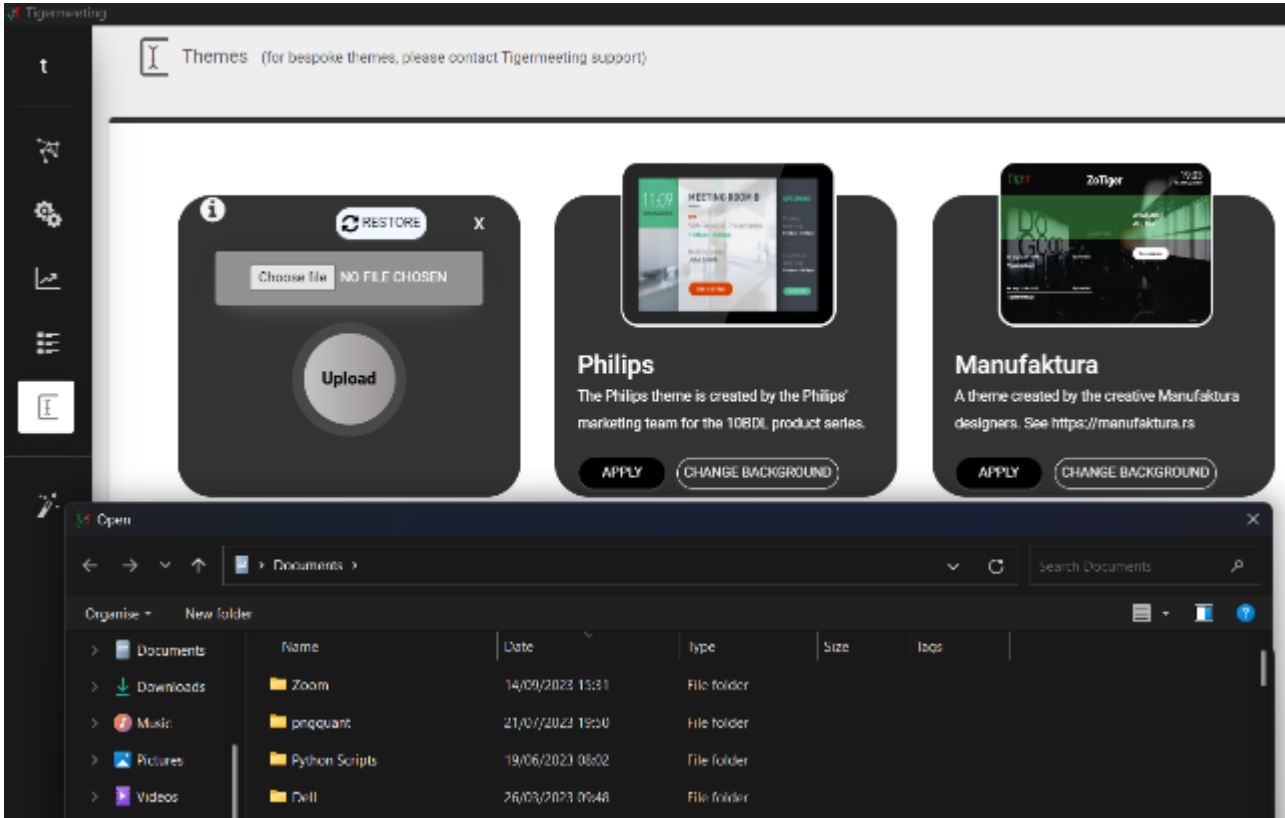 Tigermeeting
t
Themes (for bespoke themes, please contact Tigermeeting support)
RESTORE
X
Choose file NO FILE CHOSEN
Upload
11:09
MEETING ROOM B
Philips
The Philips theme is created by the Philips'
marketing team for the 10BDL product series.
APPLY
CHANGE BACKGROUND
Tiger
ZoTiger
19:23
Manufaktura
A theme created by the creative Manufaktura
designers. See https://manufaktura.rs
APPLY
CHANGE BACKGROUND
Open
Documents
Search Documents
Organise
New folder
Documents
Downloads
Music
Pictures
Videos
Name Date Type Size Tags
Zoom 14/09/2023 15:31 File folder
pngquant 21/07/2023 19:50 File folder
Python Scripts 19/06/2023 08:02 File folder
Dell 26/03/2023 09:48 File folder